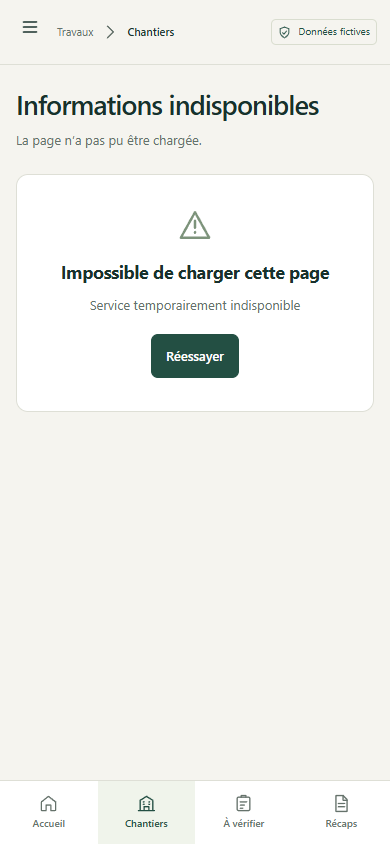 Travaux > Chantiers
Données fictives
Informations indisponibles
La page n'a pas pu être chargée.
Impossible de charger cette page
Service temporairement indisponible
Réessayer
Accueil
Chantiers
À vérifier
Récaps